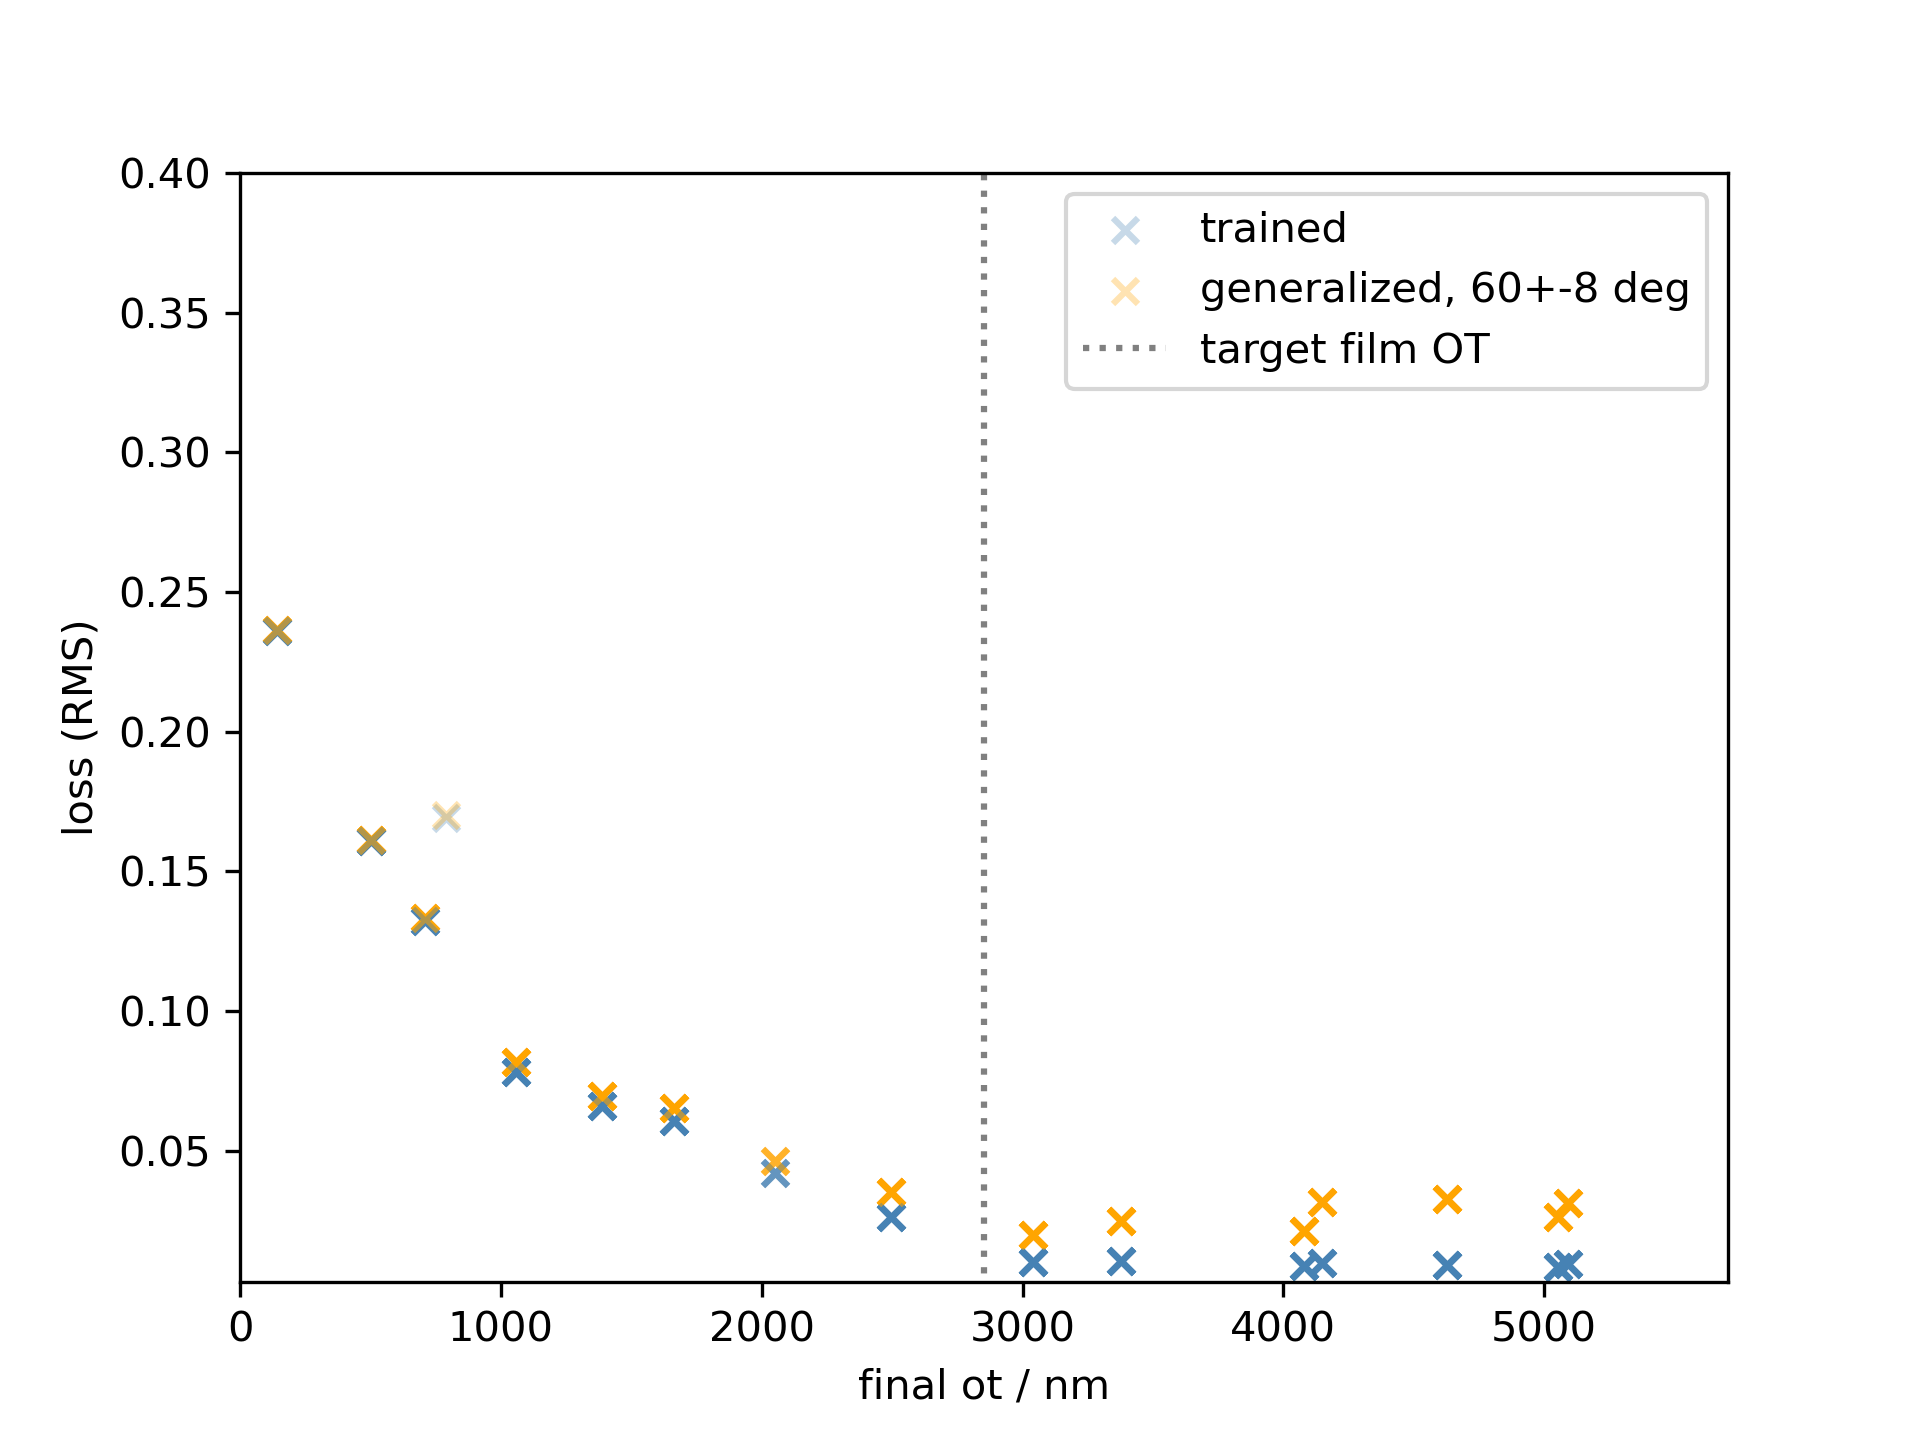 0.40
0.35
0.30
0.25
0.20
0.15
0.10
0.05
loss (RMS)
trained
generalized, 60+-8 deg
target film OT
0 1000 2000 3000 4000 5000
final ot / nm